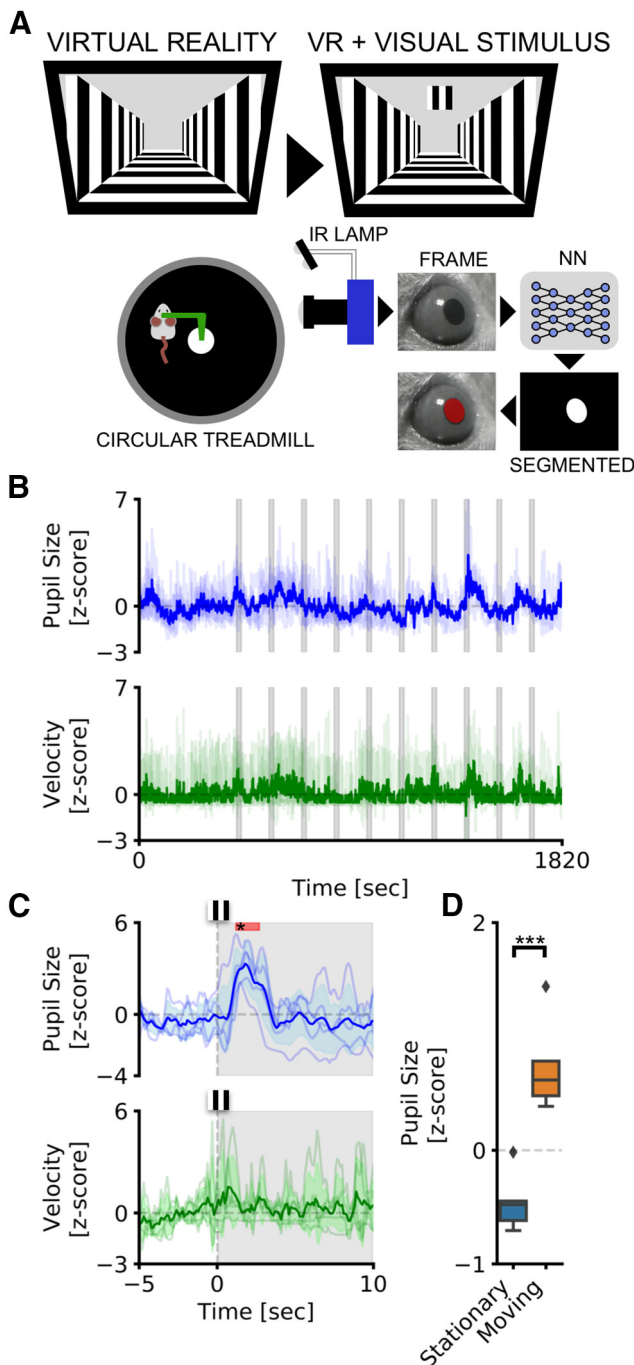 A
VIRTUAL REALITY
VR + VISUAL STIMULUS
IR LAMP
FRAME
NN
CIRCULAR TREADMILL
SEGMENTED
B
7
Pupil Size
[z-score]
0
−3
7
Velocity
[z-score]
0
−3
0
1820
Time [sec]
C
6
*
Pupil Size
[z-score]
0
−4
6
Velocity
[z-score]
0
−3
−5
0
10
Time [sec]
D
2
***
Pupil Size
[z-score]
0
−1
Stationary
Moving